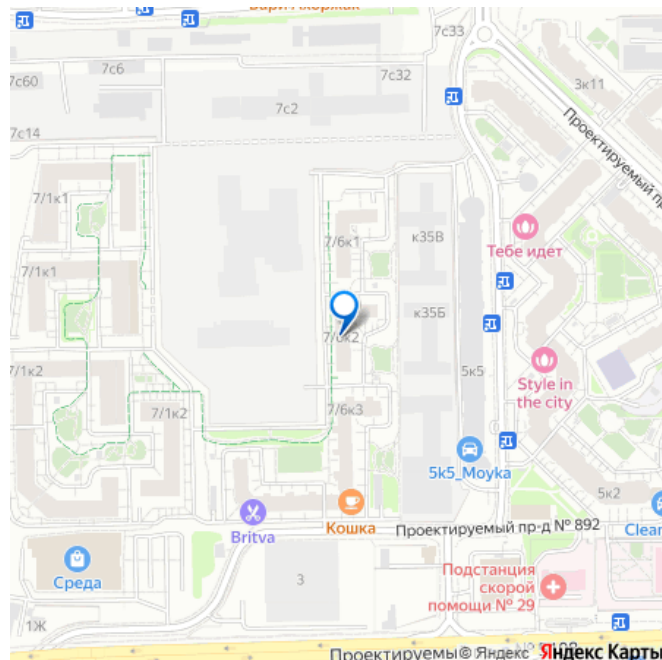 7с33
7с6
7с32
7с60
7с2
3к11
7с14
Проектируемый пр
7/1к1
7/6к1
к35В
Тебе идет
7/1к1
к35Б
7/6к2
7/1к2
5к5
Style in
the city
7/1к2
7/6к3
5k5_Moyka
5к2
Britva
Кошка
Проектируемый пр-д № 892
Clear
Среда
3
Подстанция
скорой
помощи № 29
1Ж
Проектируемы
© Яндекс Яндекс Карты